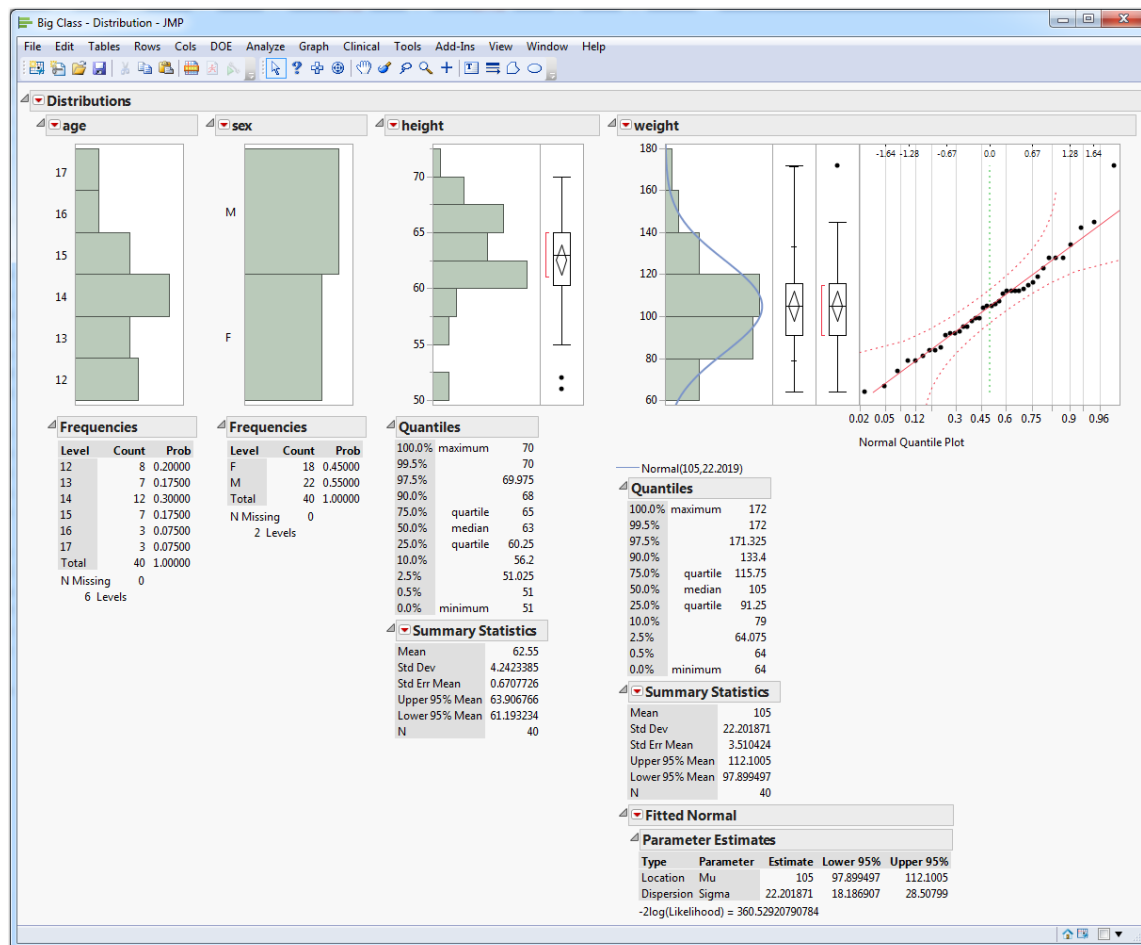 Big Class - Distribution - JMP
File Edit Tables Rows Cols DOE Analyze Graph Clinical Tools Add-Ins View Window Help
Distributions
age
17
16
15
14
13
12
Frequencies
Level Count Prob
12 8 0.20000
13 7 0.17500
14 12 0.30000
15 7 0.17500
16 3 0.07500
17 3 0.07500
Total 40 1.00000
N Missing 0
6 Levels
sex
M
F
Frequencies
Level Count Prob
F 18 0.45000
M 22 0.55000
Total 40 1.00000
N Missing 0
2 Levels
height
70
65
60
55
50
Quantiles
100.0% maximum 70
99.5% 70
97.5% 69.975
90.0% 68
75.0% quartile 65
50.0% median 63
25.0% quartile 60.25
10.0% 56.2
2.5% 51.025
0.5% 51
0.0% minimum 51
Summary Statistics
Mean 62.55
Std Dev 4.2423385
Std Err Mean 0.6707726
Upper 95% Mean 63.906766
Lower 95% Mean 61.193234
N 40
weight
180
160
140
120
100
80
60
-1.64 -1.28 -0.67 0.0 0.67 1.28 1.64
0.02 0.05 0.12 0.3 0.45 0.6 0.75 0.9 0.96
Normal Quantile Plot
Normal(105,22.2019)
Quantiles
100.0% maximum 172
99.5% 172
97.5% 171.325
90.0% 133.4
75.0% quartile 115.75
50.0% median 105
25.0% quartile 91.25
10.0% 79
2.5% 64.075
0.5% 64
0.0% minimum 64
Summary Statistics
Mean 105
Std Dev 22.201871
Std Err Mean 3.510424
Upper 95% Mean 112.1005
Lower 95% Mean 97.899497
N 40
Fitted Normal
Parameter Estimates
Type Parameter Estimate Lower 95% Upper 95%
Location Mu 105 97.899497 112.1005
Dispersion Sigma 22.201871 18.186907 28.50799
-2log(Likelihood) = 360.52920790784